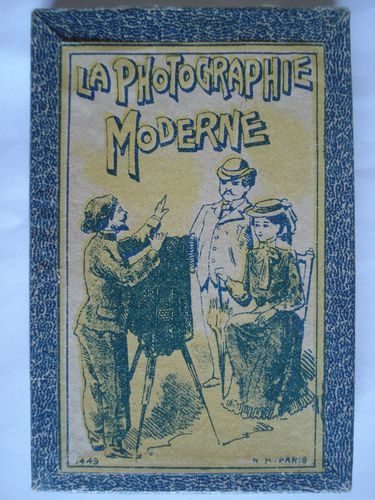 LA PHOTOGRAPHIE
MODERNE
1449
N. K. PARIS